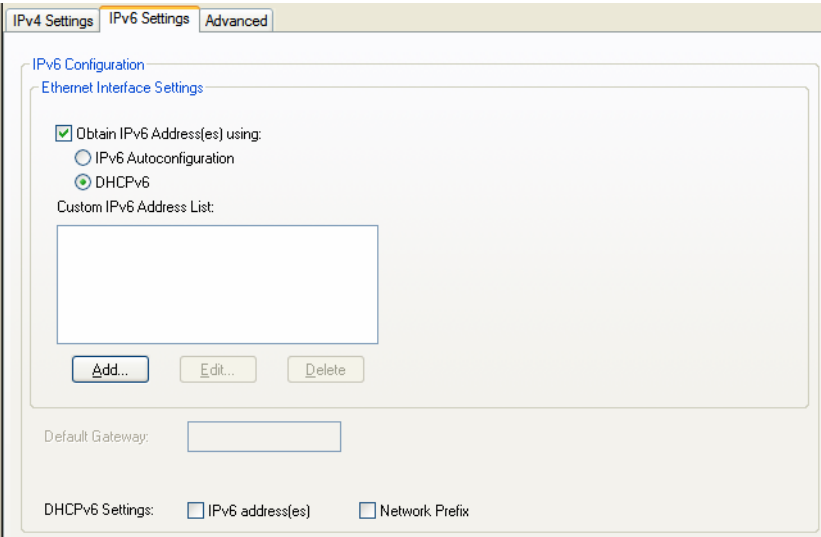 IPv4 Settings IPv6 Settings Advanced
IPv6 Configuration
Ethernet Interface Settings
Obtain IPv6 Address(es) using:
IPv6 Autoconfiguration
DHCPv6
Custom IPv6 Address List:
Add... Edit... Delete
Default Gateway:
DHCPv6 Settings: IPv6 address(es) Network Prefix